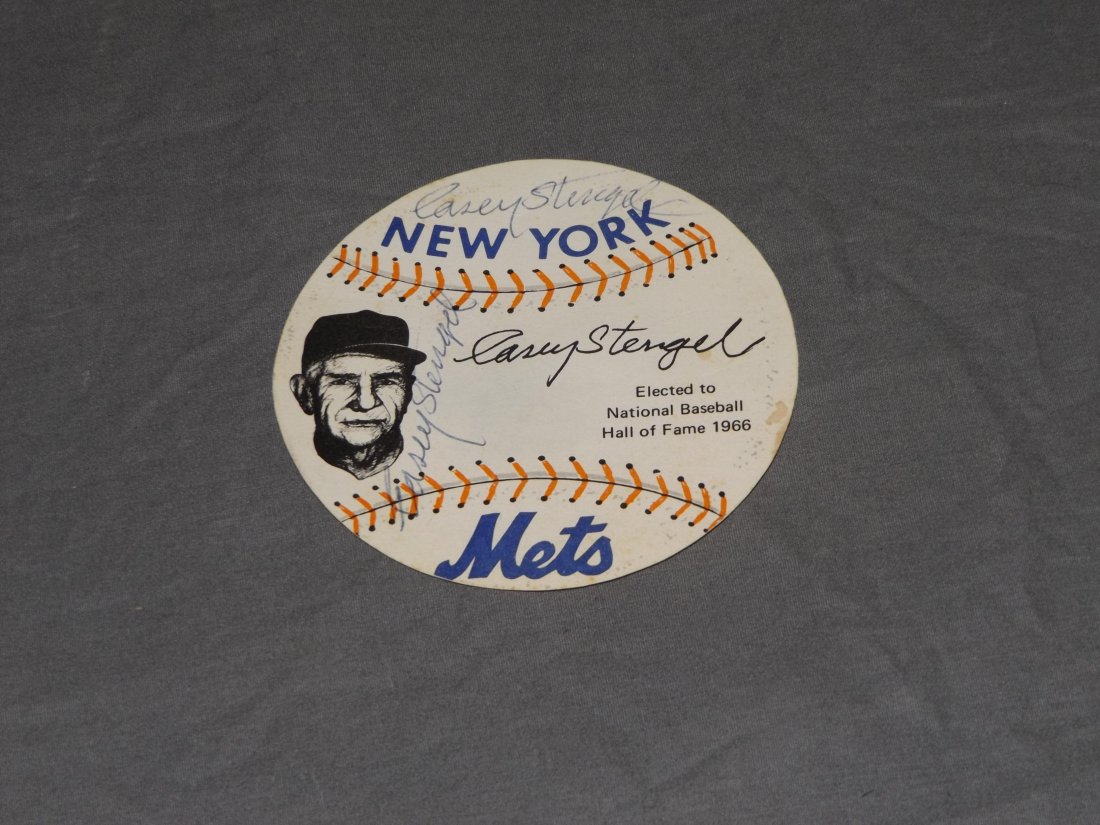 Casey Stengel
NEW YORK
Casey Stengel
Casey Stengel
Elected to
National Baseball
Hall of Fame 1966
Mets